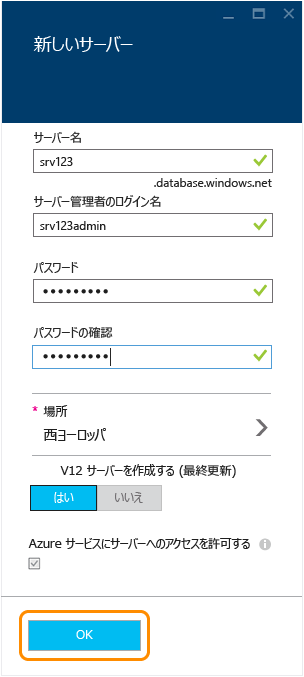 新しいサーバー
サーバー名
srv123
.database.windows.net
サーバー管理者のログイン名
srv123admin
パスワード
•••••••••
パスワードの確認
•••••••••
* 場所
西ヨーロッパ
V12 サーバーを作成する (最終更新)
はい いいえ
Azure サービスにサーバーへのアクセスを許可する
OK